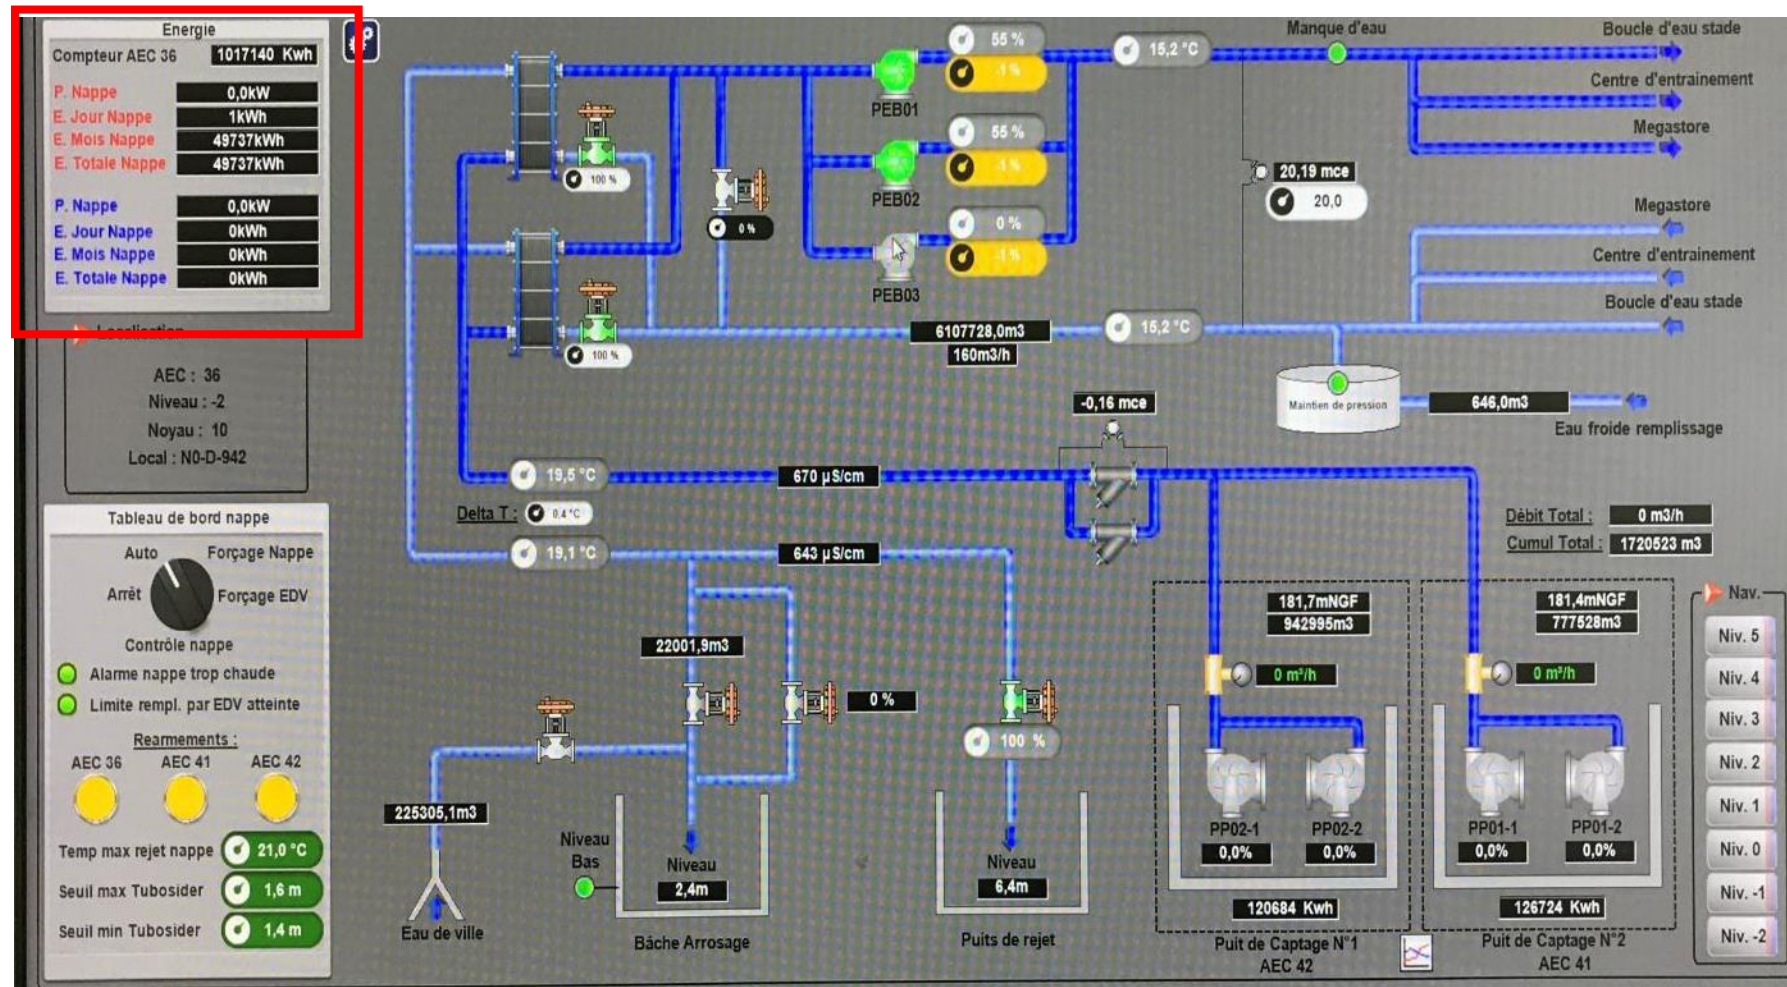 Energie
Compteur AEC 36 1017140 Kwh
P. Nappe 0,0kW
E. Jour Nappe 1kWh
E. Mois Nappe 49737kWh
E. Totale Nappe 49737kWh
P. Nappe 0,0kW
E. Jour Nappe 0kWh
E. Mois Nappe 0kWh
E. Totale Nappe 0kWh
Localisation
AEC : 36
Niveau : -2
Noyau : 10
Local : N0-D-942
Tableau de bord nappe
Auto Forçage Nappe
Arrêt Forçage EDV
Contrôle nappe
Alarme nappe trop chaude
Limite rempl. par EDV atteinte
Rearmements :
AEC 36 AEC 41 AEC 42
Temp max rejet nappe 21,0 °C
Seuil max Tubosider 1,6 m
Seuil min Tubosider 1,4 m
100 %
100 %
0 %
PEB01
55 %
-1 %
PEB02
55 %
-1 %
PEB03
0 %
-1 %
15,2 °C
Manque d'eau
Boucle d'eau stade
Centre d'entrainement
Megastore
20,19 mce
20,0
Megastore
Centre d'entrainement
Boucle d'eau stade
6107728,0m3
160m3/h
15,2 °C
Maintien de pression
646,0m3
Eau froide remplissage
-0,16 mce
19,5 °C
670 µS/cm
Delta T : 0,4 °C
19,1 °C
643 µS/cm
Débit Total : 0 m3/h
Cumul Total : 1720523 m3
22001,9m3
0 %
100 %
225305,1m3
Eau de ville
Niveau
Bas
Niveau
2,4m
Bâche Arrosage
Niveau
6,4m
Puits de rejet
181,7mNGF
942995m3
0 m³/h
PP02-1 PP02-2
0,0% 0,0%
120684 Kwh
Puit de Captage N°1
AEC 42
181,4mNGF
777528m3
0 m³/h
PP01-1 PP01-2
0,0% 0,0%
126724 Kwh
Puit de Captage N°2
AEC 41
Nav.
Niv. 5
Niv. 4
Niv. 3
Niv. 2
Niv. 1
Niv. 0
Niv. -1
Niv. -2